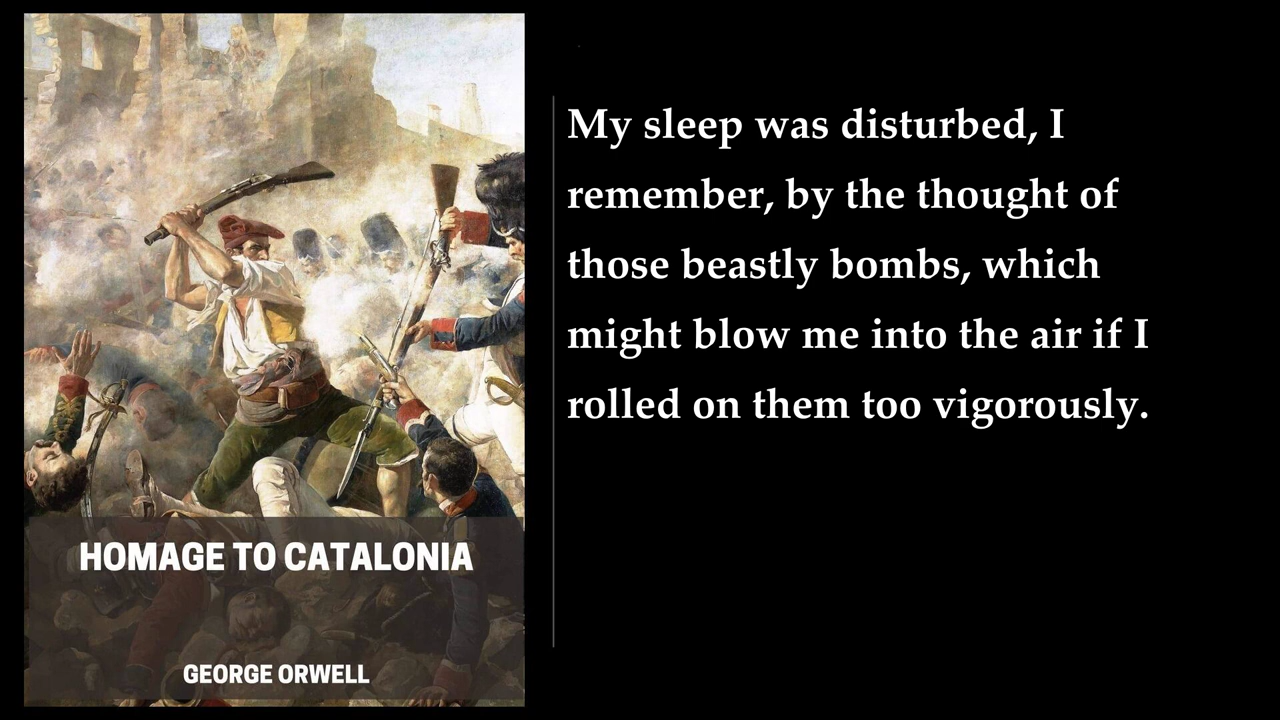 My sleep was disturbed, I
remember, by the thought of
those beastly bombs, which
might blow me into the air if I
rolled on them too vigorously.
HOMAGE TO CATALONIA
GEORGE ORWELL